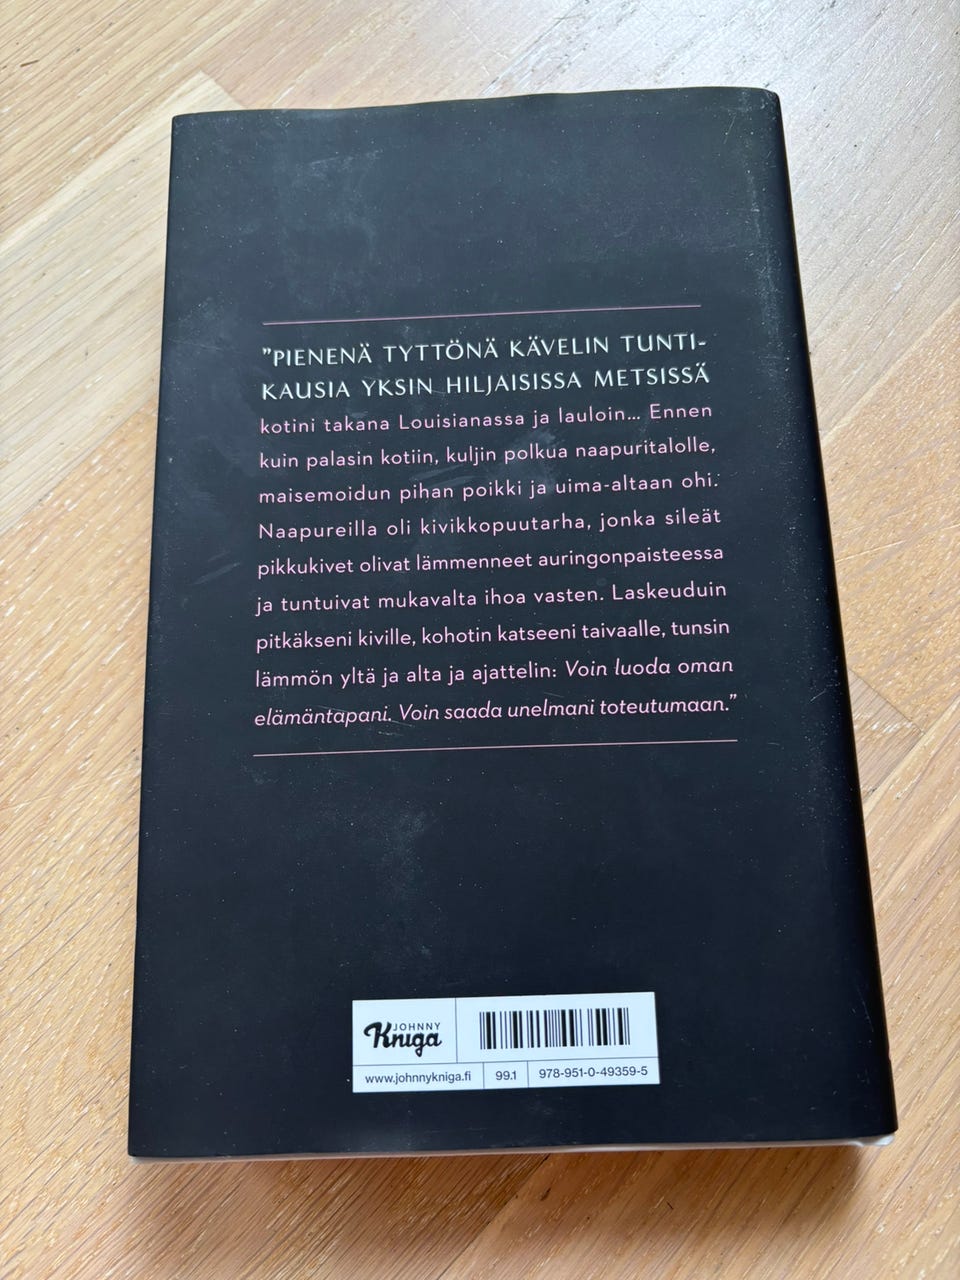 ”PIENENÄ TYTTÖNÄ KÄVELIN TUNTI-
KAUSIA YKSIN HILJAISISSA METSISSÄ
kotini takana Louisianassa ja lauloin... Ennen
kuin palasin kotiin, kuljin polkua naapuritalolle,
maisemoidun pihan poikki ja uima-altaan ohi.
Naapureilla oli kivikkopuutarha, jonka sileät
pikkukivet olivat lämmenneet auringonpaisteessa
ja tuntuivat mukavalta ihoa vasten. Laskeuduin
pitkäkseni kiville, kohotin katseeni taivaalle, tunsin
lämmön yltä ja alta ja ajattelin: Voin luoda oman
elämäntapani. Voin saada unelmani toteutumaan.”
JOHNNY
Kniga
www.johnnykniga.fi 99.1 978-951-0-49359-5